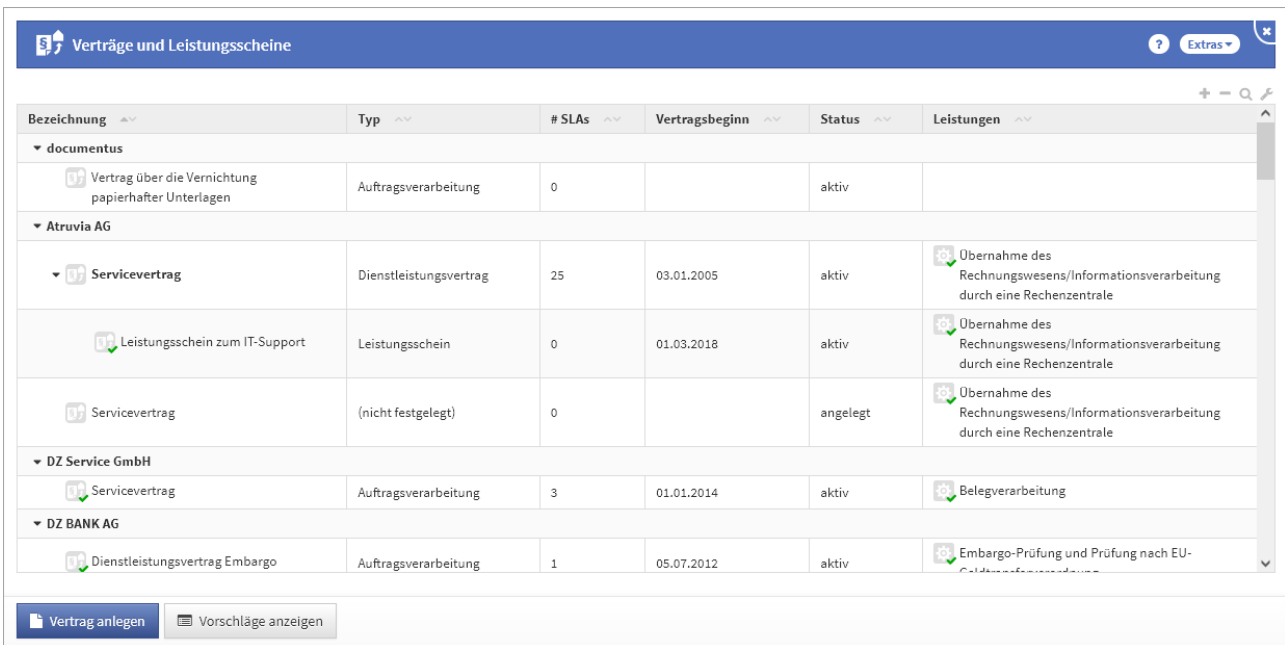 Verträge und Leistungsscheine
? Extras
Bezeichnung Typ # SLAs Vertragsbeginn Status Leistungen
documentus
Vertrag über die Vernichtung
papierhafter Unterlagen
Auftragsverarbeitung 0 aktiv
Atruvia AG
Servicevertrag Dienstleistungsvertrag 25 03.01.2005 aktiv
Übernahme des
Rechnungswesens/Informationsverarbeitung
durch eine Rechenzentrale
Leistungsschein zum IT-Support Leistungsschein 0 01.03.2018 aktiv
Übernahme des
Rechnungswesens/Informationsverarbeitung
durch eine Rechenzentrale
Servicevertrag (nicht festgelegt) 0 angelegt
Übernahme des
Rechnungswesens/Informationsverarbeitung
durch eine Rechenzentrale
DZ Service GmbH
Servicevertrag Auftragsverarbeitung 3 01.01.2014 aktiv Belegverarbeitung
DZ BANK AG
Dienstleistungsvertrag Embargo Auftragsverarbeitung 1 05.07.2012 aktiv
Embargo-Prüfung und Prüfung nach EU-
Vertrag anlegen Vorschläge anzeigen